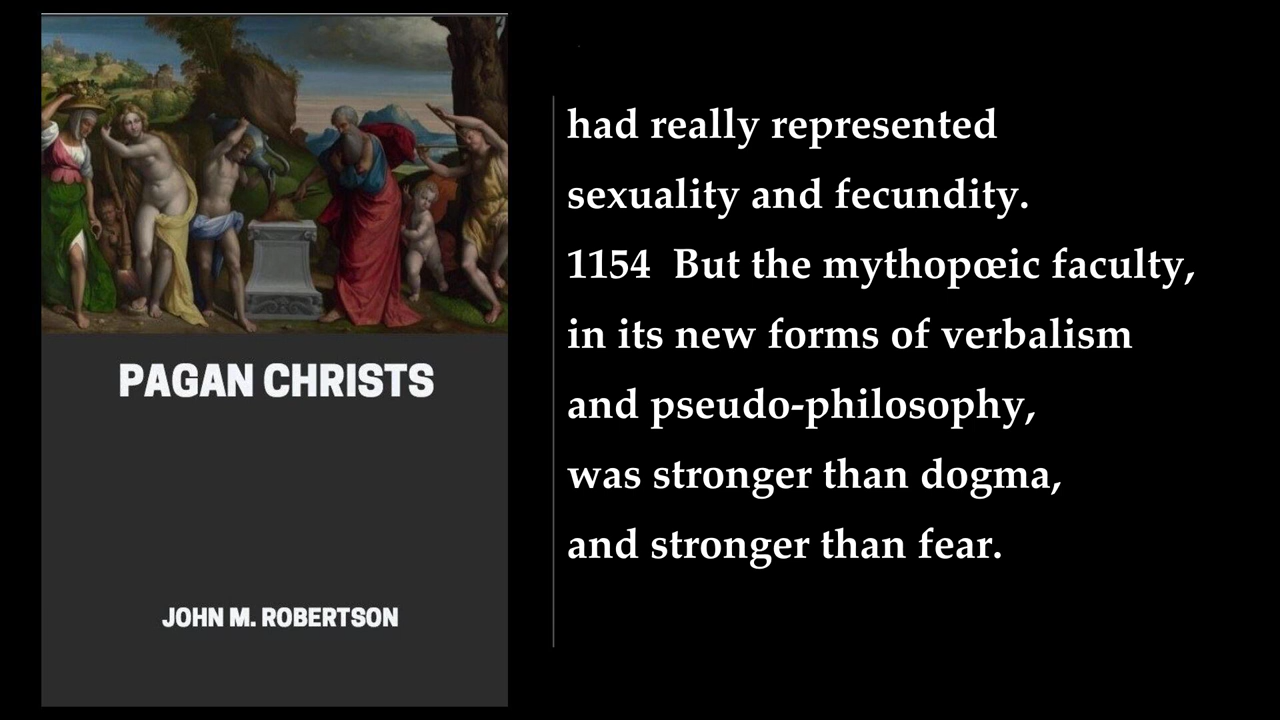 PAGAN CHRISTS
JOHN M. ROBERTSON
had really represented
sexuality and fecundity.
1154  But the mythopœic faculty,
in its new forms of verbalism
and pseudo-philosophy,
was stronger than dogma,
and stronger than fear.